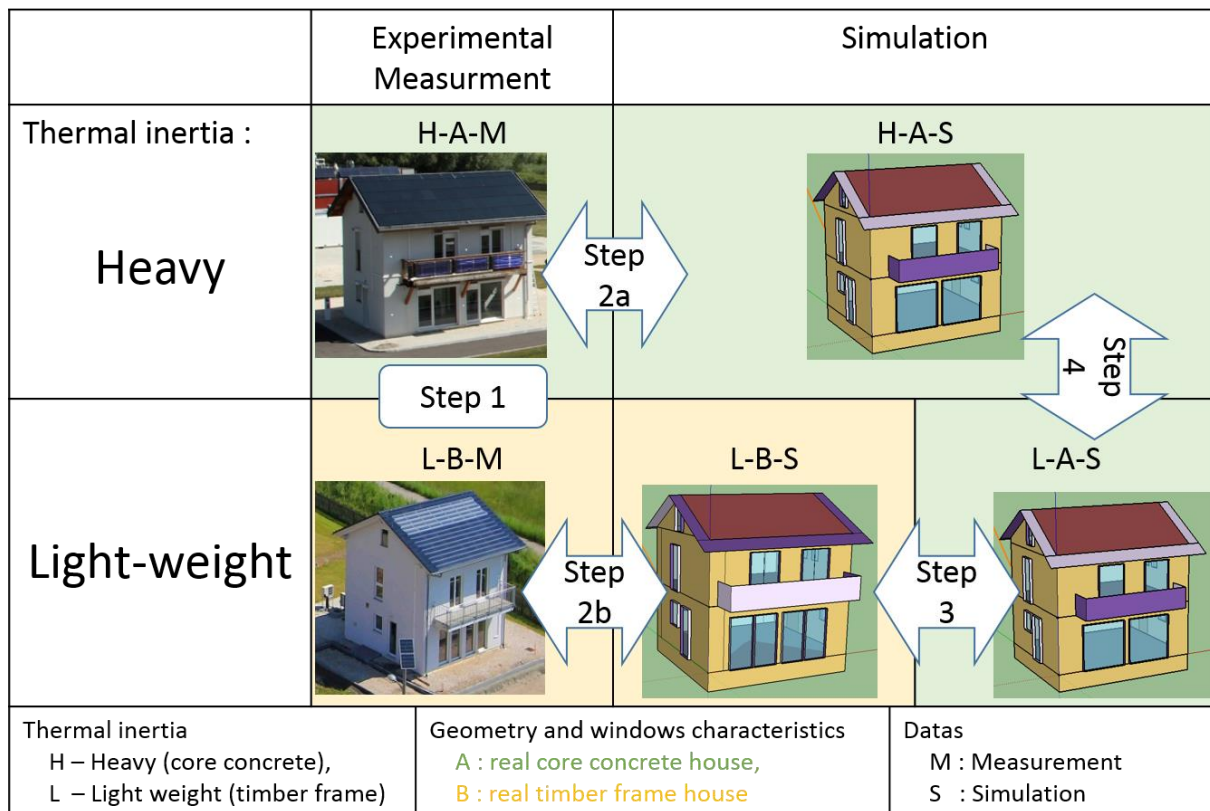 Experimental
Measurment
Simulation
Thermal inertia :
Heavy
H-A-M
H-A-S
Step
2a
Step
4
Step 1
Light-weight
L-B-M
L-B-S
L-A-S
Step
2b
Step
3
Thermal inertia
H – Heavy (core concrete),
L – Light weight (timber frame)
Geometry and windows characteristics
A : real core concrete house,
B : real timber frame house
Datas
M : Measurement
S : Simulation